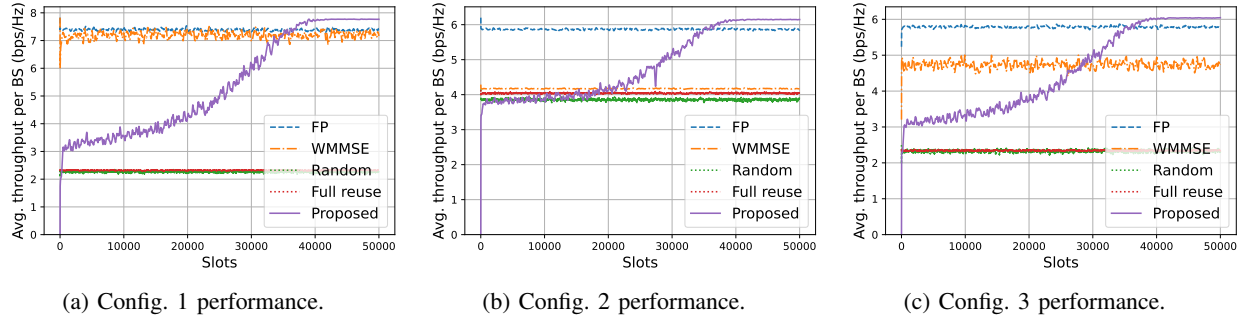 Avg. throughput per BS (bps/Hz)
8
7
6
5
4
3
2
1
0
FP
WMMSE
Random
Full reuse
Proposed
0 10000 20000 30000 40000 50000
Slots
(a) Config. 1 performance.
Avg. throughput per BS (bps/Hz)
6
5
4
3
2
1
0
FP
WMMSE
Random
Full reuse
Proposed
0 10000 20000 30000 40000 50000
Slots
(b) Config. 2 performance.
Avg. throughput per BS (bps/Hz)
6
5
4
3
2
1
0
FP
WMMSE
Random
Full reuse
Proposed
0 10000 20000 30000 40000 50000
Slots
(c) Config. 3 performance.